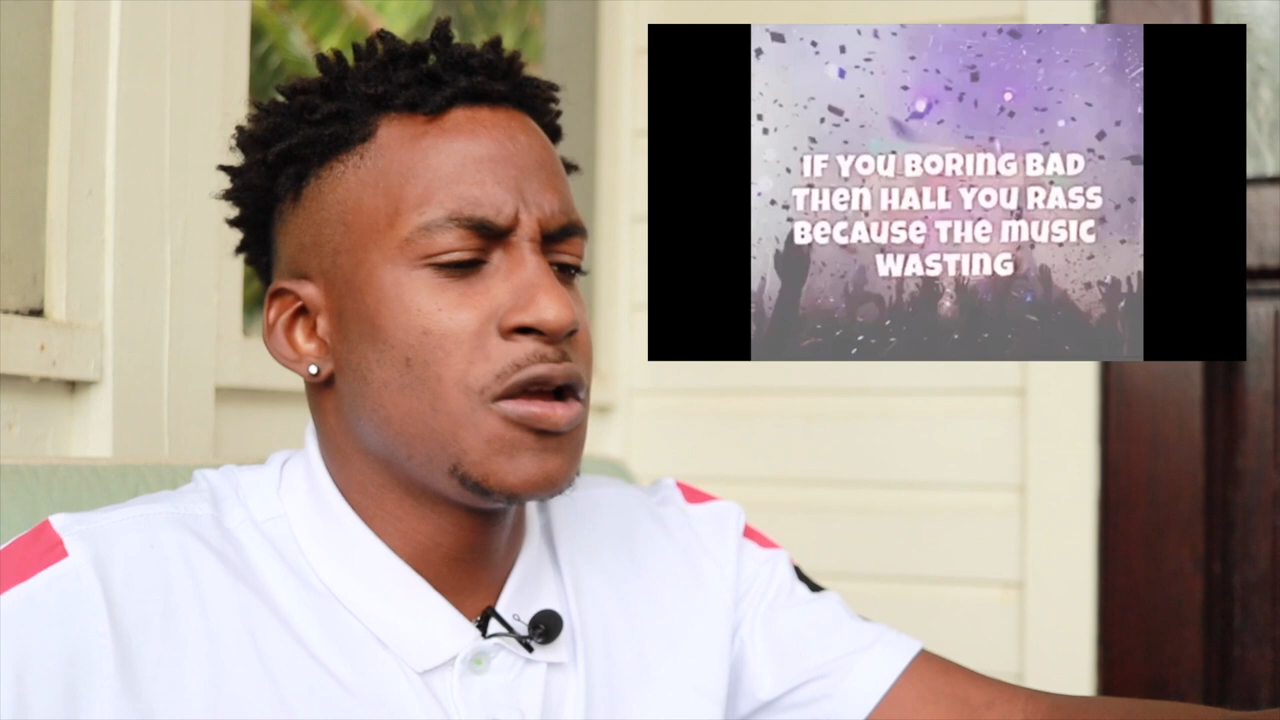 IF YOU BORING BAD
THEN HALL YOU RASS
BECAUSE THE MUSIC
WASTING